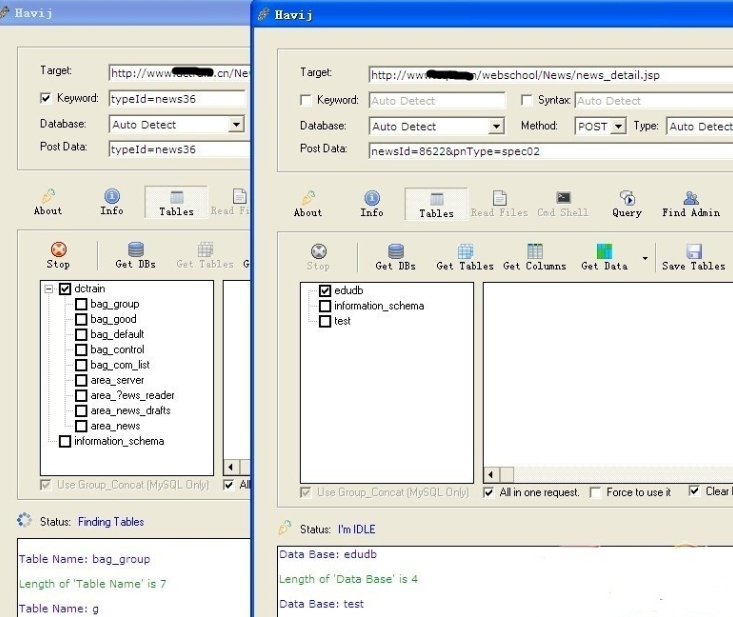 Havij
Target:
http://www
.cn/Ne
Keyword:
typeId=news36
Database:
Auto Detect
Post Data:
typeId=news36
About
Info
Tables
Read Fi
Stop
Get DBs
Get Tables
G
dctrain
bag_group
bag_good
bag_default
bag_control
bag_com_list
area_server
area_?ews_reader
area_news_drafts
area_news
information_schema
Use Group_Concat (MySQL Only)
All
Status: Finding Tables
Table Name: bag_group
Length of 'Table Name' is 7
Table Name: g
Havij
Target:
http://ww
/webschool/News/news_detail.jsp
Keyword:
Auto Detect
Syntax:
Auto Detect
Database:
Auto Detect
Method:
POST
Type:
Auto Detect
Post Data:
newsId=8622&pnType=spec02
About
Info
Tables
Read Files
Cmd Shell
Query
Find Admin
Stop
Get DBs
Get Tables
Get Columns
Get Data
Save Tables
edudb
information_schema
test
Use Group_Concat (MySQL Only)
All in one request.
Force to use it
Clear
Status: I'm IDLE
Data Base: edudb
Length of 'Data Base' is 4
Data Base: test